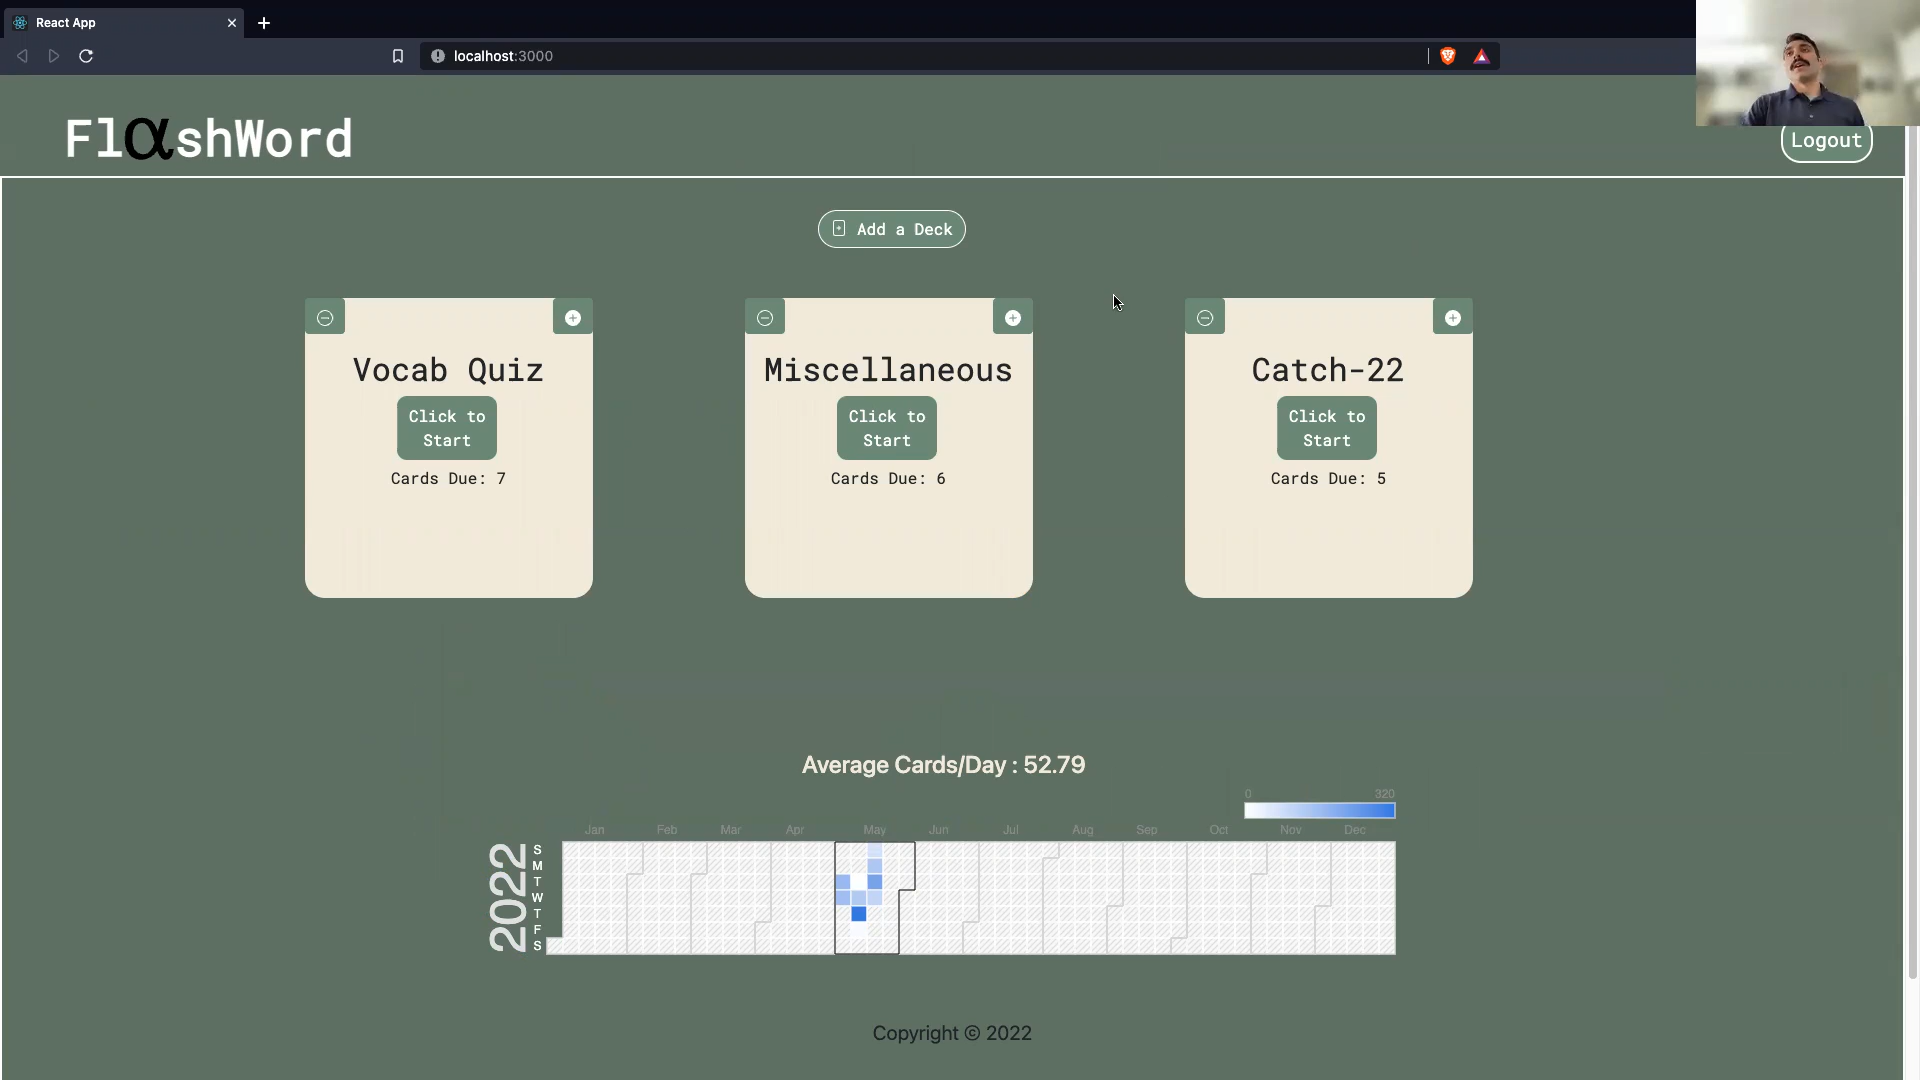 React App
localhost:3000
FlαshWord
Logout
Add a Deck
Vocab Quiz
Click to
Start
Cards Due: 7
Miscellaneous
Click to
Start
Cards Due: 6
Catch-22
Click to
Start
Cards Due: 5
Average Cards/Day : 52.79
0 320
Jan Feb Mar Apr May Jun Jul Aug Sep Oct Nov Dec
2022
S
M
T
W
T
F
S
Copyright © 2022